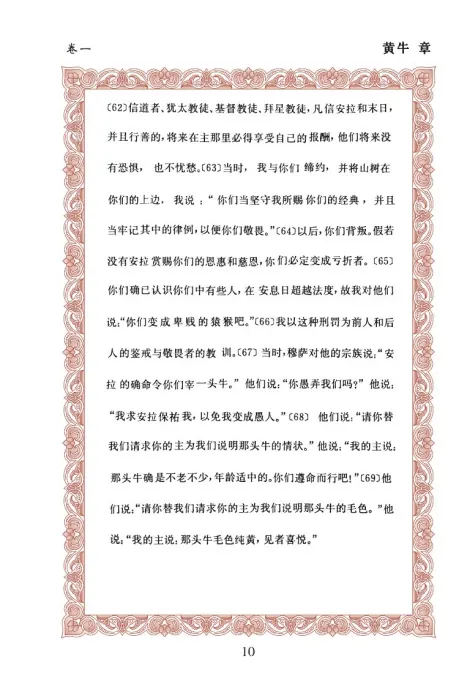 卷一
黄牛 章
〔62〕信道者、犹太教徒、基督教徒、拜星教徒，凡信安拉和末日，
并且行善的，将来在主那里必得享受自己的报酬，他们将来没
有恐惧，也不忧愁。〔63〕当时，我与你们缔约，并将山树在
你们的上边，我说：“你们当坚守我所赐你们的经典，并且
当牢记其中的律例，以便你们敬畏。”〔64〕以后，你们背叛。假若
没有安拉赏赐你们的恩惠和慈恩，你们必定变成亏折者。〔65〕
你们确已认识你们中有些人，在安息日超越法度，故我对他们
说：“你们变成卑贱的猿猴吧。”〔66〕我以这种刑罚为前人和后
人的鉴戒与敬畏者的教训。〔67〕当时，穆萨对他的宗族说：“安
拉的确命令你们宰一头牛。”他们说：“你愚弄我们吗？”他说：
“我求安拉保祐我，以免我变成愚人。”〔68〕他们说：“请你替
我们请求你的主为我们说明那头牛的情状。”他说：“我的主说：
那头牛确是不老不少，年龄适中的。你们遵命而行吧！”〔69〕他
们说：“请你替我们请求你的主为我们说明那头牛的毛色。”他
说：“我的主说：那头牛毛色纯黄，见者喜悦。”
10